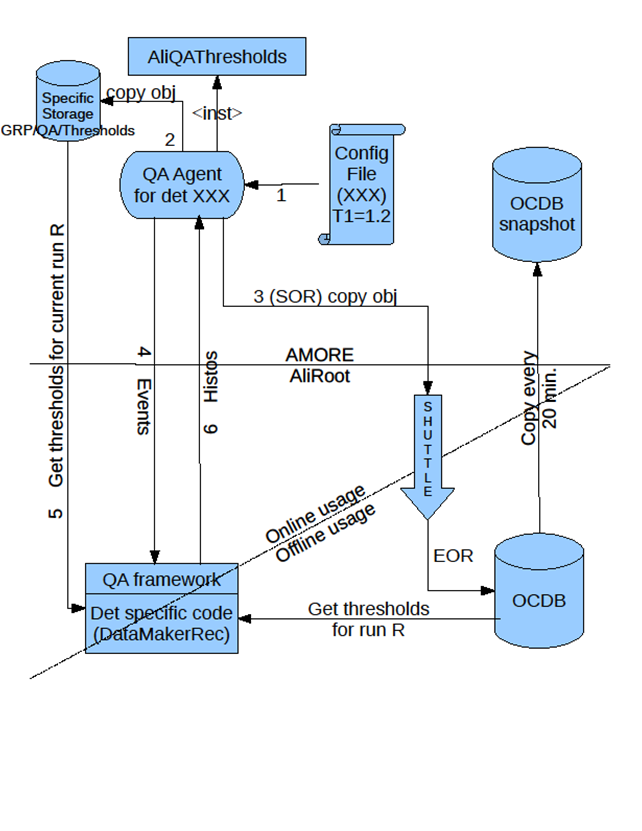 AliQAThresholds
copy obj
Specific
Storage
GRP/QA/Thresholds
<inst>
2
QA Agent
for det XXX
1
Config
File
(XXX)
T1=1.2
OCDB
snapshot
3 (SOR) copy obj
AMORE
AliRoot
5 Get thresholds for current run R
4 Events
6 Histos
SHUTTLE
Copy every
20 min.
Online usage
Offline usage
EOR
QA framework
Det specific code
(DataMakerRec)
Get thresholds
for run R
OCDB